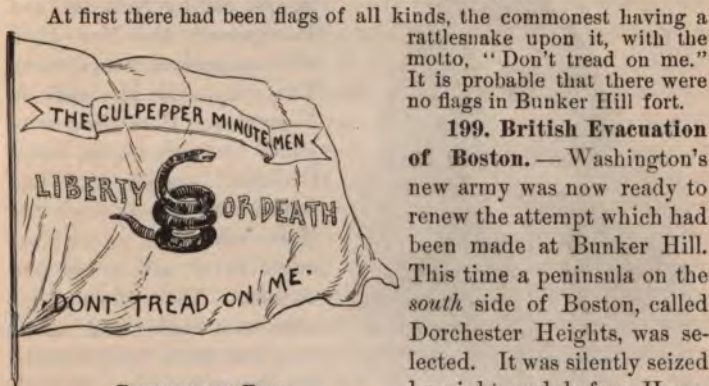 At first there had been flags of all kinds, the commonest having a
rattlesnake upon it, with the
motto, "Don't tread on me."
It is probable that there were
no flags in Bunker Hill fort.
THE CULPEPPER MINUTE MEN
LIBERTY OR DEATH
·DONT TREAD ON ME·
199. British Evacuation
of Boston. — Washington's
new army was now ready to
renew the attempt which had
been made at Bunker Hill.
This time a peninsula on the
south side of Boston, called
Dorchester Heights, was se-
lected. It was silently seized